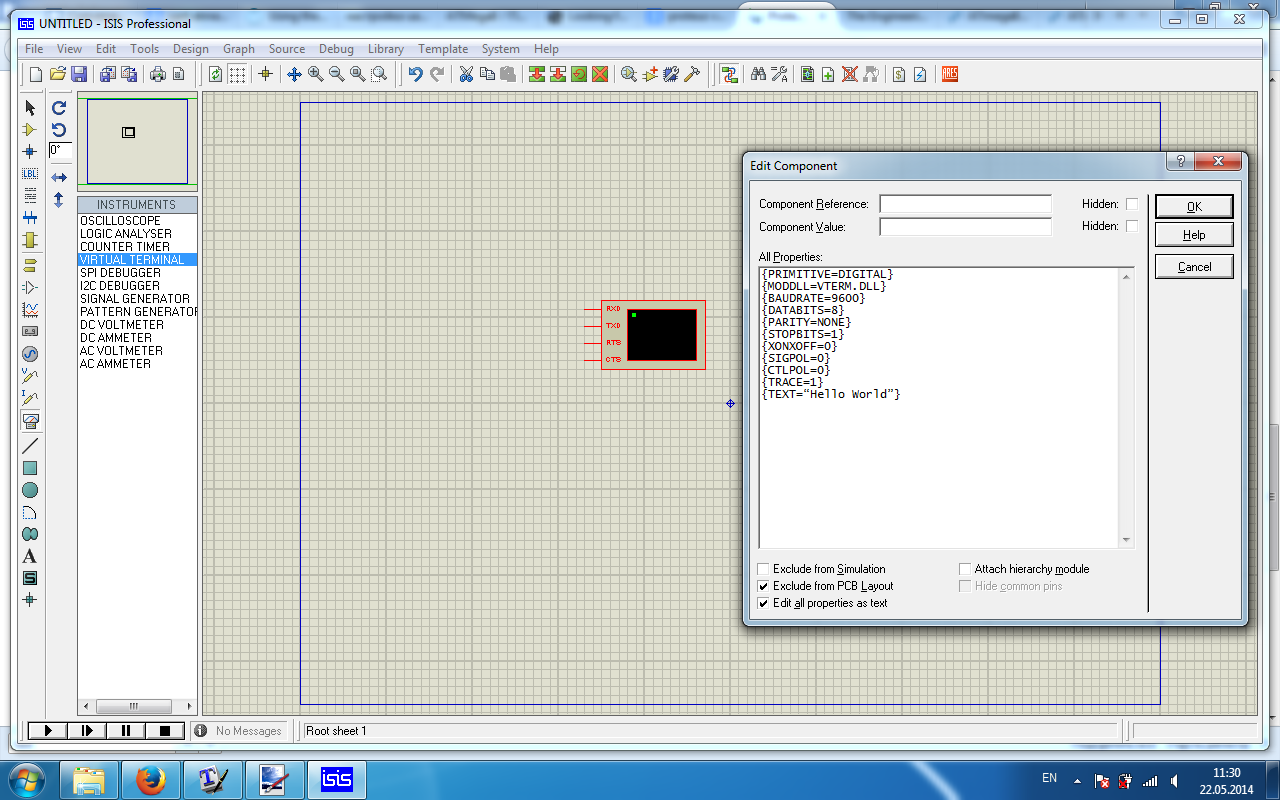 UNTITLED - ISIS Professional
File View Edit Tools Design Graph Source Debug Library Template System Help
ARES
0°
LBL
INSTRUMENTS
OSCILLOSCOPE
LOGIC ANALYSER
COUNTER TIMER
VIRTUAL TERMINAL
SPI DEBUGGER
I2C DEBUGGER
SIGNAL GENERATOR
PATTERN GENERATOR
DC VOLTMETER
DC AMMETER
AC VOLTMETER
AC AMMETER
RXD
TXD
RTS
CTS
Edit Component
Component Reference: Hidden:
Component Value: Hidden:
All Properties:
{PRIMITIVE=DIGITAL}
{MODDLL=VTERM.DLL}
{BAUDRATE=9600}
{DATABITS=8}
{PARITY=NONE}
{STOPBITS=1}
{XONXOFF=0}
{SIGPOL=0}
{CTLPOL=0}
{TRACE=1}
{TEXT=“Hello World”}
OK
Help
Cancel
Exclude from Simulation Attach hierarchy module
Exclude from PCB Layout Hide common pins
Edit all properties as text
No Messages Root sheet 1
isis
EN
11:30
22.05.2014